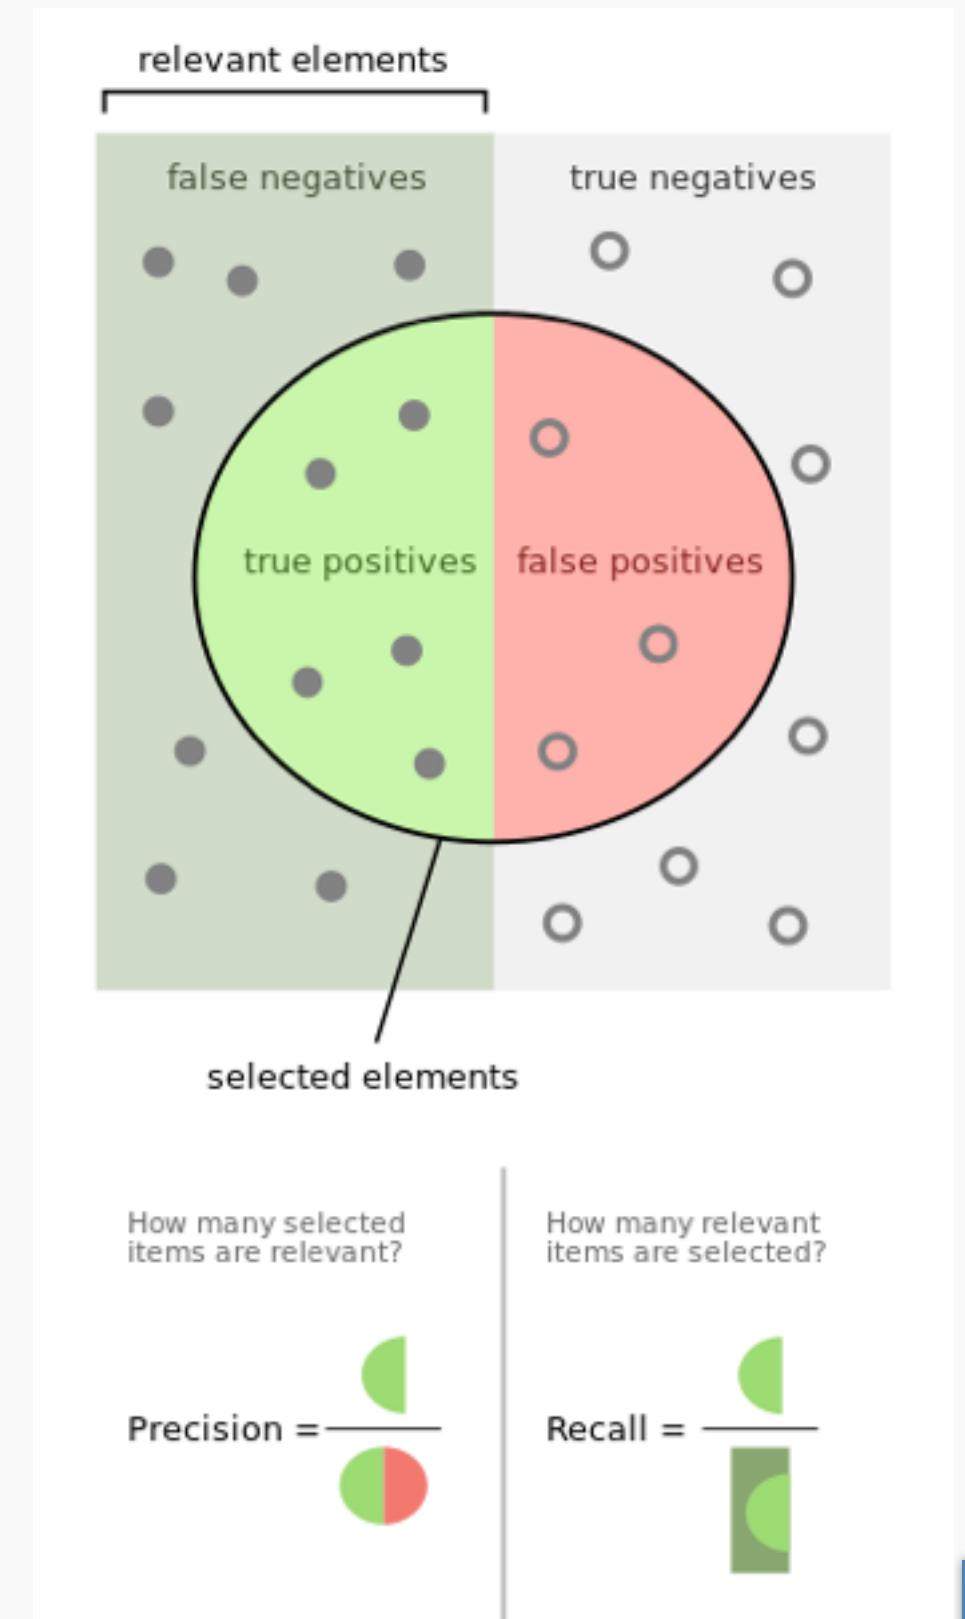 relevant elements
false negatives
true negatives
true positives
false positives
selected elements
How many selected
items are relevant?
How many relevant
items are selected?
Precision =
Recall =